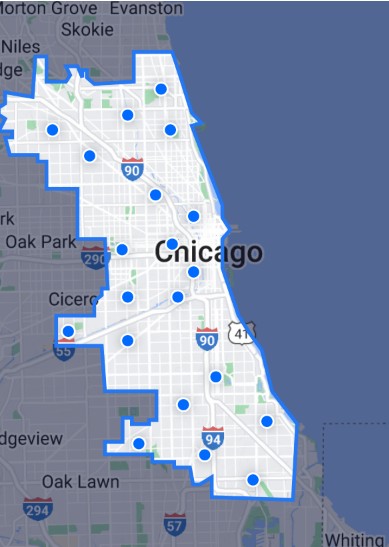 Morton Grove Evanston
Skokie
Niles
dge
90
rk
Oak Park
290
Chicago
Cicero
55
90
41
dgeview
94
Oak Lawn
294
57
Whiting